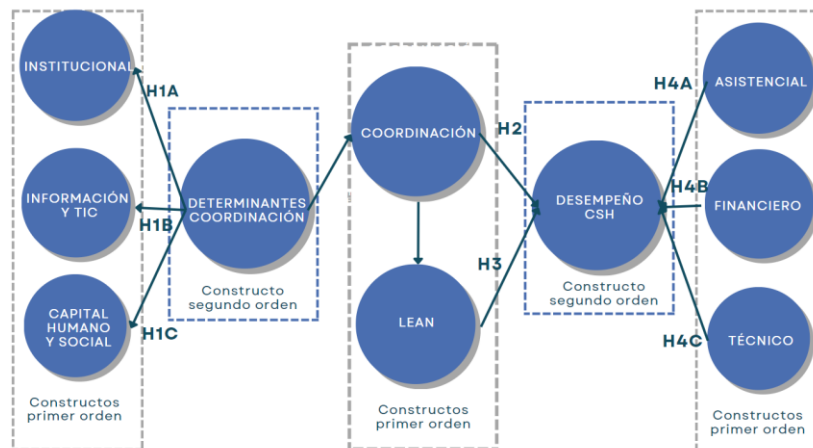 INSTITUCIONAL
H1A
INFORMACIÓN
Y TIC
H1B
CAPITAL
HUMANO
Y SOCIAL
H1C
Constructos
primer orden
DETERMINANTES
COORDINACIÓN
Constructo
segundo orden
COORDINACIÓN
H2
LEAN
H3
Constructos
primer orden
DESEMPEÑO
CSH
Constructo
segundo orden
H4A
ASISTENCIAL
H4B
FINANCIERO
H4C
TÉCNICO
Constructos
primer orden